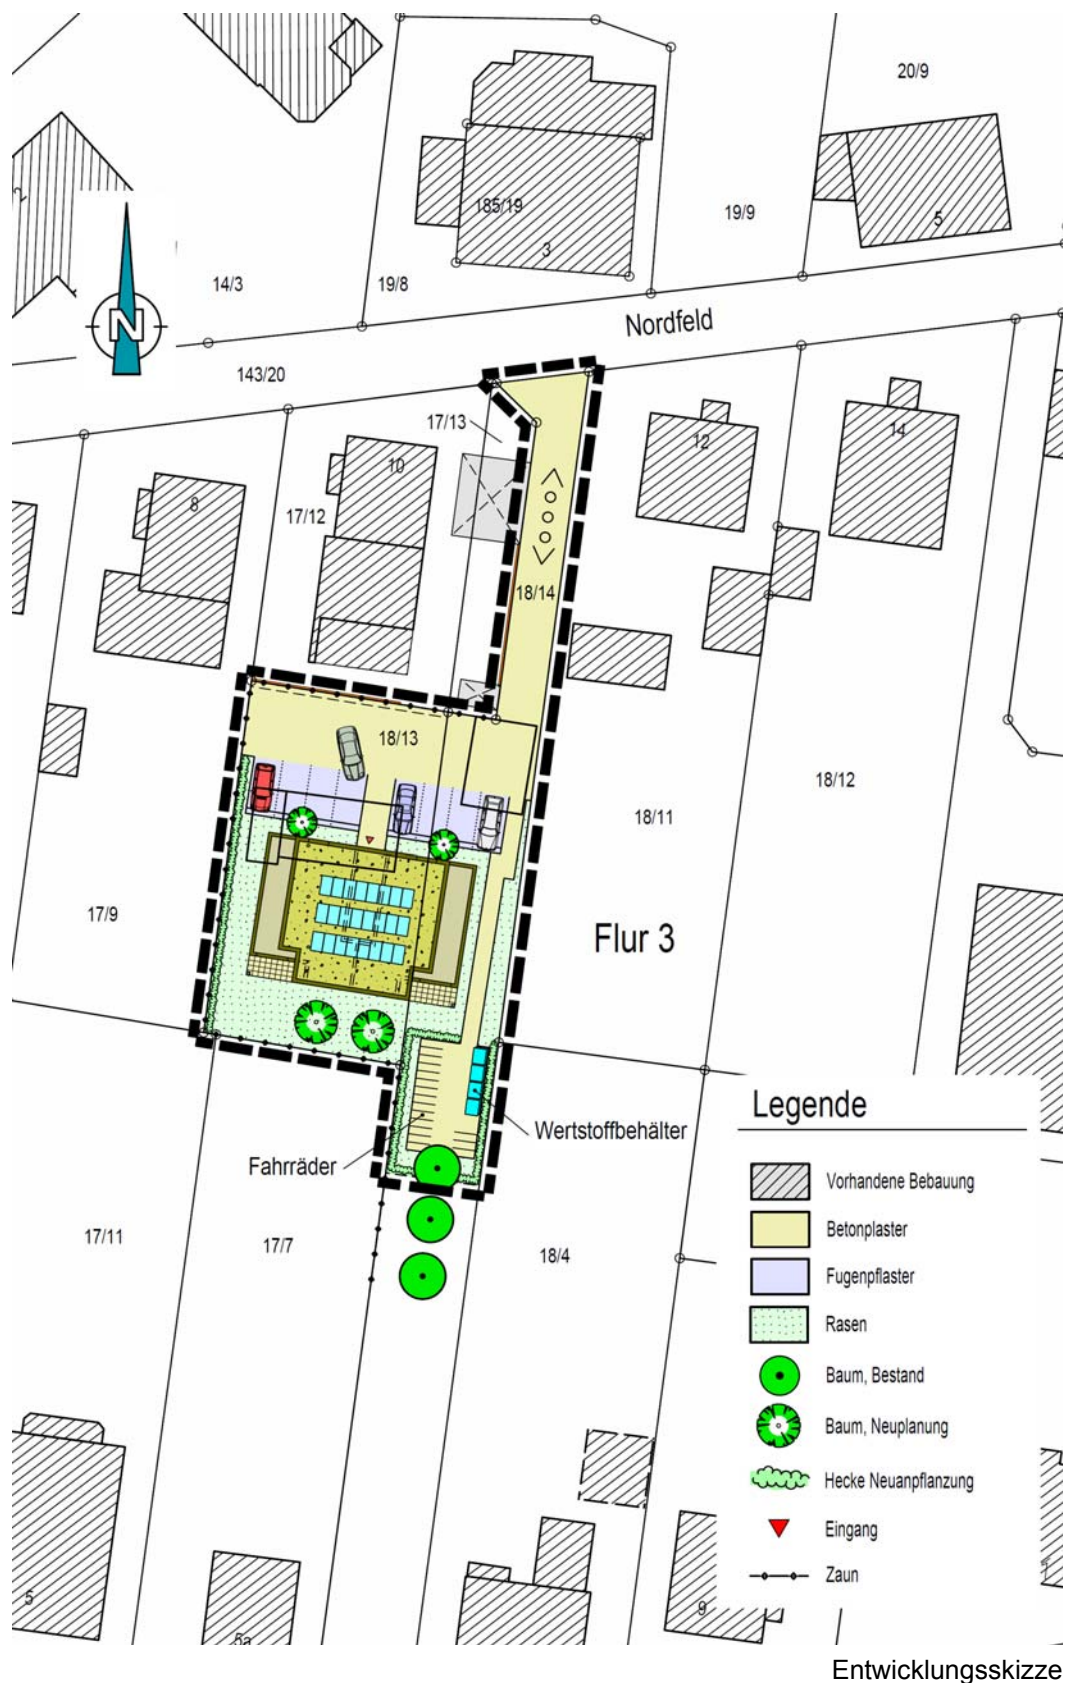 20/9
2
185/19
19/9
5
3
14/3
19/8
Nordfeld
143/20
17/13
10
12
14
8
17/12
18/14
18/13
18/12
18/11
17/9
Flur 3
N
Legende
Wertstoffbehälter
Fahrräder
Vorhandene Bebauung
Betonplaster
17/11
17/7
18/4
Fugenpflaster
Rasen
Baum, Bestand
Baum, Neuplanung
Hecke Neuanpflanzung
Eingang
Zaun
5
5a
9
Entwicklungsskizze